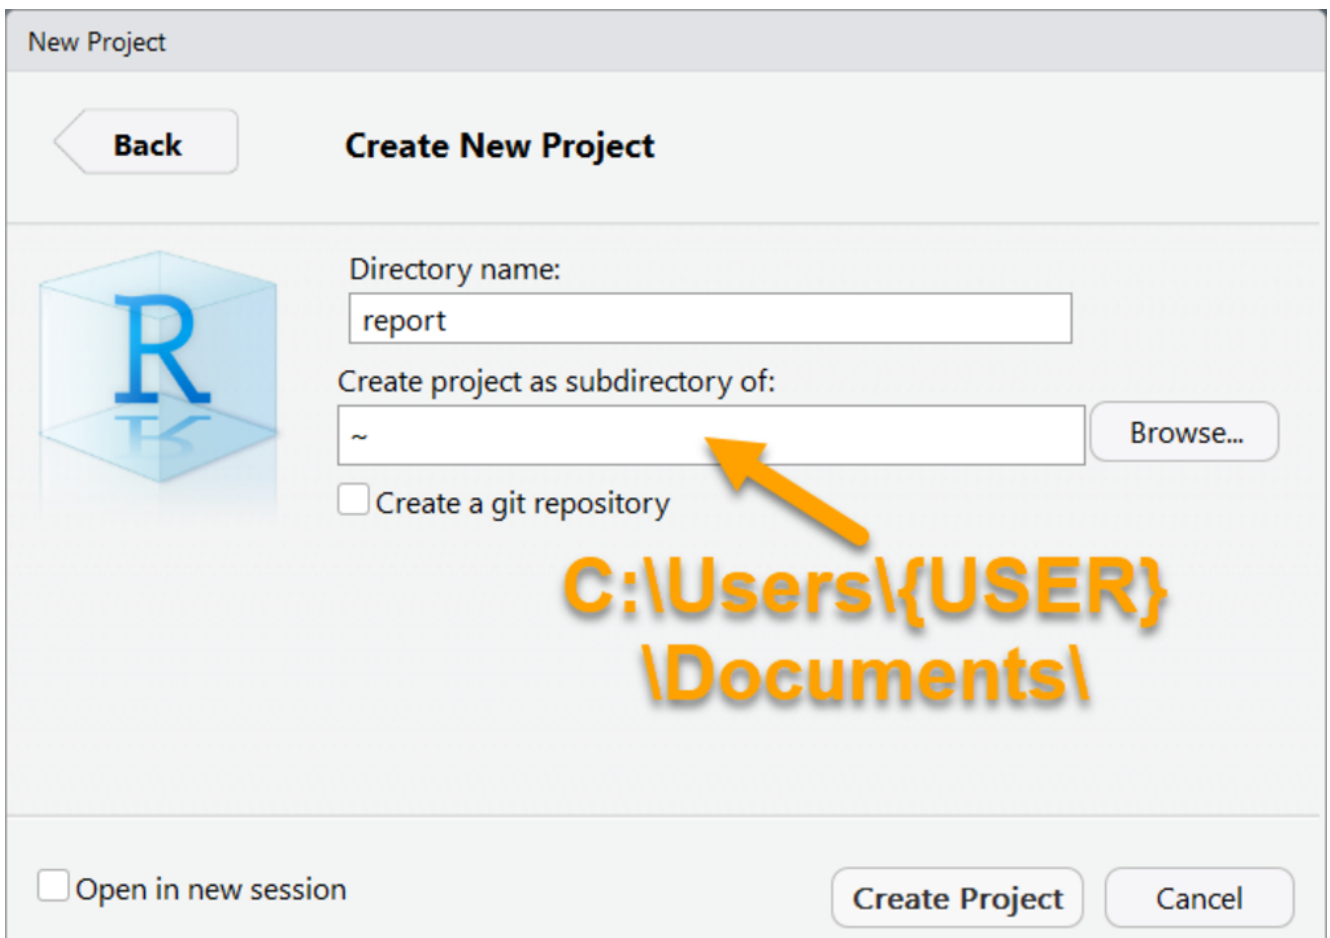 New Project
Back
Create New Project
R
Directory name:
report
Create project as subdirectory of:
~
Browse...
Create a git repository
C:\Users\{USER}
\Documents\
Open in new session
Create Project
Cancel